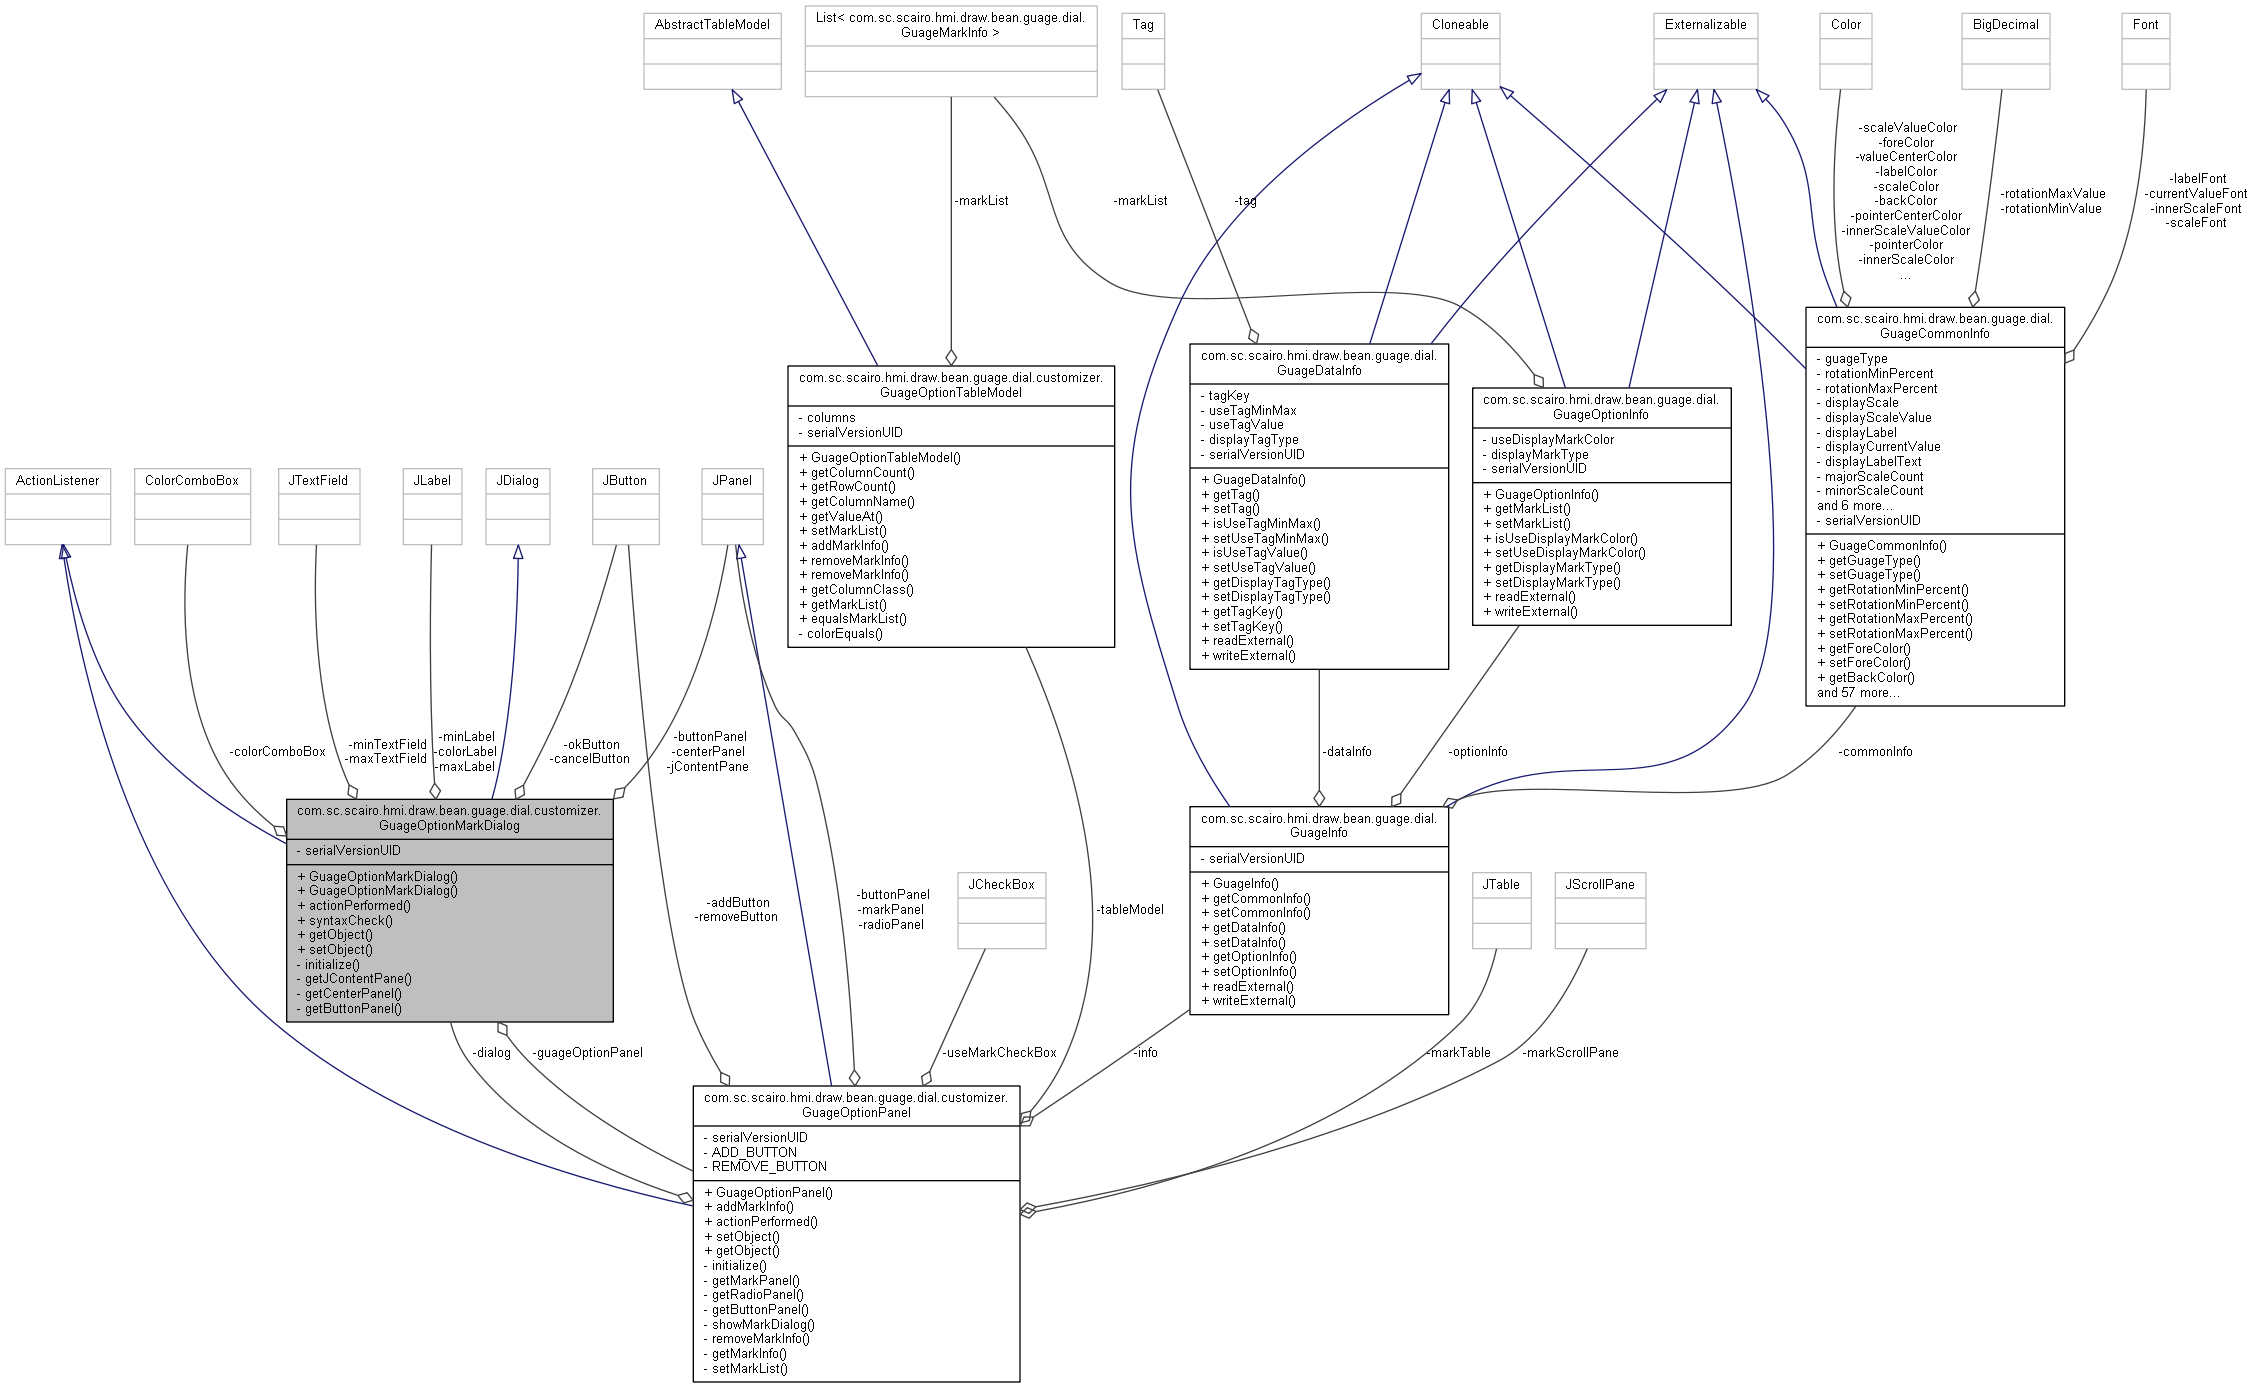 AbstractTableModel
List< com.sc.scairo.hmi.draw.bean.guage.dial.
GuageMarkInfo >
Tag
Cloneable
Externalizable
Color
BigDecimal
Font
-markList
-markList
-tag
-scaleValueColor
-foreColor
-valueCenterColor
-labelColor
-scaleColor
-backColor
-pointerCenterColor
-innerScaleValueColor
-pointerColor
-innerScaleColor
...
-rotationMaxValue
-rotationMinValue
-labelFont
-currentValueFont
-innerScaleFont
-scaleFont
com.sc.scairo.hmi.draw.bean.guage.dial.customizer.
GuageOptionTableModel
- columns
- serialVersionUID
+ GuageOptionTableModel()
+ getColumnCount()
+ getRowCount()
+ getColumnName()
+ getValueAt()
+ setMarkList()
+ addMarkInfo()
+ removeMarkInfo()
+ removeMarkInfo()
+ getColumnClass()
+ getMarkList()
+ equalsMarkList()
- colorEquals()
com.sc.scairo.hmi.draw.bean.guage.dial.
GuageDataInfo
- tagKey
- useTagMinMax
- useTagValue
- displayTagType
- serialVersionUID
+ GuageDataInfo()
+ getTag()
+ setTag()
+ isUseTagMinMax()
+ setUseTagMinMax()
+ isUseTagValue()
+ setUseTagValue()
+ getDisplayTagType()
+ setDisplayTagType()
+ getTagKey()
+ setTagKey()
+ readExternal()
+ writeExternal()
com.sc.scairo.hmi.draw.bean.guage.dial.
GuageOptionInfo
- useDisplayMarkColor
- displayMarkType
- serialVersionUID
+ GuageOptionInfo()
+ getMarkList()
+ setMarkList()
+ isUseDisplayMarkColor()
+ setUseDisplayMarkColor()
+ getDisplayMarkType()
+ setDisplayMarkType()
+ readExternal()
+ writeExternal()
com.sc.scairo.hmi.draw.bean.guage.dial.
GuageCommonInfo
- guageType
- rotationMinPercent
- rotationMaxPercent
- displayScale
- displayScaleValue
- displayLabel
- displayCurrentValue
- displayLabelText
- majorScaleCount
- minorScaleCount
and 6 more...
- serialVersionUID
+ GuageCommonInfo()
+ getGuageType()
+ setGuageType()
+ getRotationMinPercent()
+ setRotationMinPercent()
+ getRotationMaxPercent()
+ setRotationMaxPercent()
+ getForeColor()
+ setForeColor()
+ getBackColor()
and 57 more...
ActionListener
ColorComboBox
JTextField
JLabel
JDialog
JButton
JPanel
-colorComboBox
-minTextField
-maxTextField
-minLabel
-colorLabel
-maxLabel
-okButton
-cancelButton
-buttonPanel
-centerPanel
-jContentPane
-dataInfo
-optionInfo
-commonInfo
com.sc.scairo.hmi.draw.bean.guage.dial.customizer.
GuageOptionMarkDialog
- serialVersionUID
+ GuageOptionMarkDialog()
+ GuageOptionMarkDialog()
+ actionPerformed()
+ syntaxCheck()
+ getObject()
+ setObject()
- initialize()
- getJContentPane()
- getCenterPanel()
- getButtonPanel()
-addButton
-removeButton
-buttonPanel
-markPanel
-radioPanel
JCheckBox
-tableModel
com.sc.scairo.hmi.draw.bean.guage.dial.
GuageInfo
- serialVersionUID
+ GuageInfo()
+ getCommonInfo()
+ setCommonInfo()
+ getDataInfo()
+ setDataInfo()
+ getOptionInfo()
+ setOptionInfo()
+ readExternal()
+ writeExternal()
JTable
JScrollPane
-dialog
-guageOptionPanel
-useMarkCheckBox
-info
-markTable
-markScrollPane
com.sc.scairo.hmi.draw.bean.guage.dial.customizer.
GuageOptionPanel
- serialVersionUID
- ADD_BUTTON
- REMOVE_BUTTON
+ GuageOptionPanel()
+ addMarkInfo()
+ actionPerformed()
+ setObject()
+ getObject()
- initialize()
- getMarkPanel()
- getRadioPanel()
- getButtonPanel()
- showMarkDialog()
- removeMarkInfo()
- getMarkInfo()
- setMarkList()